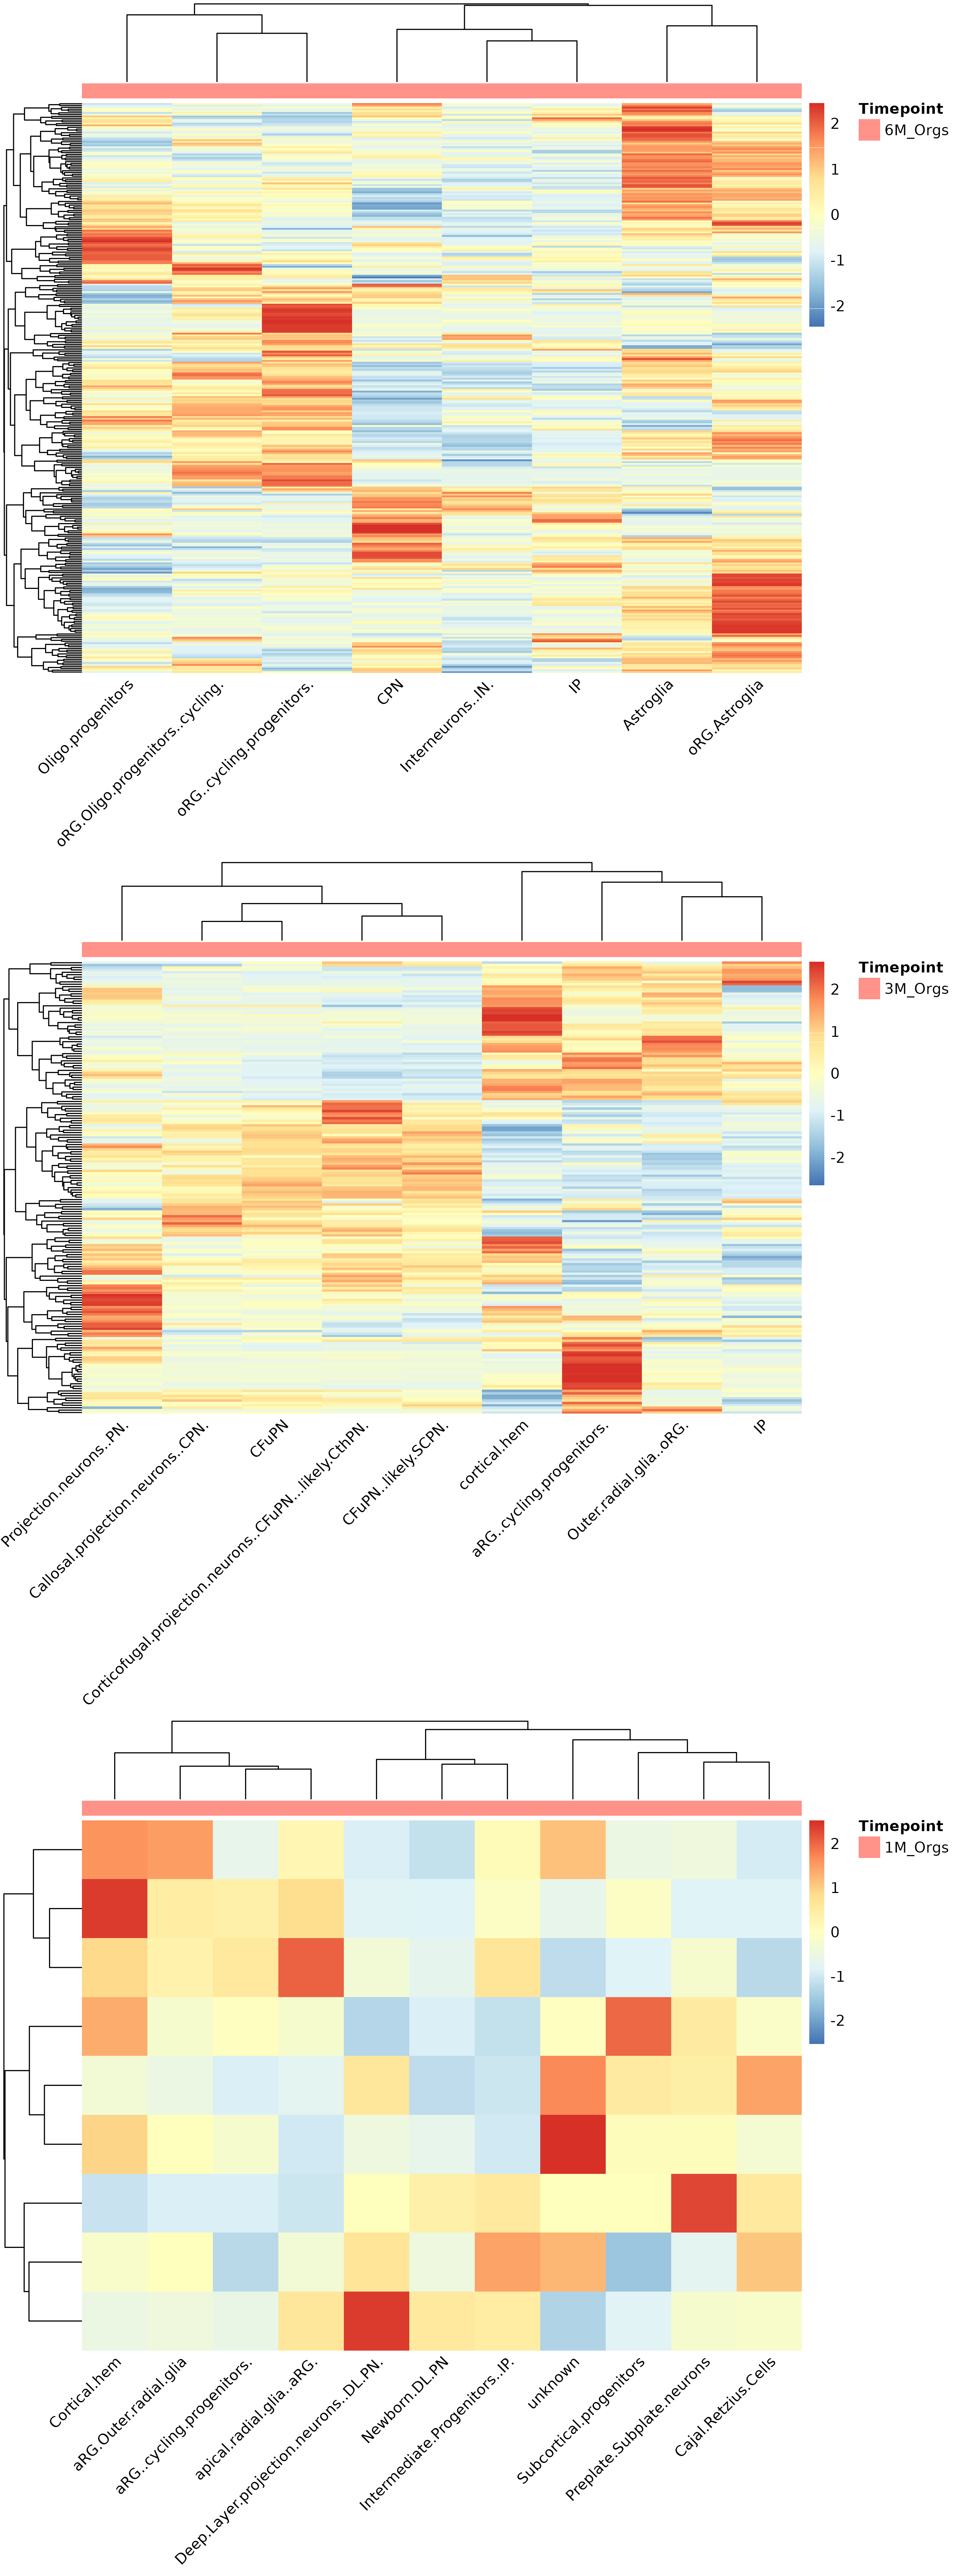 2
1
0
-1
-2
Timepoint
6M_Orgs
Oligo.progenitors
oRG.Oligo.progenitors..cycling.
oRG..cycling.progenitors.
CPN
Interneurons..IN.
IP
Astroglia
oRG.Astroglia
2
1
0
-1
-2
Timepoint
3M_Orgs
Projection.neurons..PN.
Callosal.projection.neurons..CPN.
CFuPN
Corticofugal.projection.neurons..CFuPN...likely.CthPN.
CFuPN..likely.SCPN.
cortical.hem
aRG..cycling.progenitors.
Outer.radial.glia..oRG.
IP
2
1
0
-1
-2
Timepoint
1M_Orgs
Cortical.hem
aRG.Outer.radial.glia
aRG..cycling.progenitors.
apical.radial.glia..aRG.
Deep.Layer.projection.neurons..DL.PN.
Newborn.DL.PN
Intermediate.Progenitors..IP.
unknown
Subcortical.progenitors
Preplate.Subplate.neurons
Cajal.Retzius.Cells